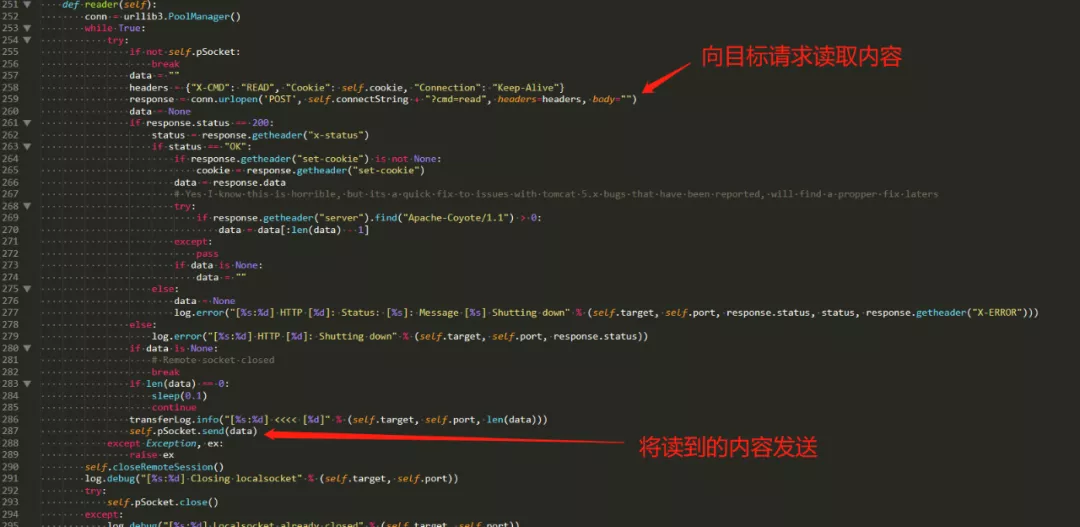 251 def reader(self):
252 conn = urllib3.PoolManager()
253 while True:
254 try:
255 if not self.pSocket:
256 break
257 data = ""
258 headers = {"X-CMD": "READ", "Cookie": self.cookie, "Connection": "Keep-Alive"}
259 response = conn.urlopen('POST', self.connectString + "?cmd=read", headers=headers, body="")
260 data = None
261 if response.status == 200:
262 status = response.getheader("x-status")
263 if status == "OK":
264 if response.getheader("set-cookie") is not None:
265 cookie = response.getheader("set-cookie")
266 data = response.data
267 # Yes I know this is horrible, but its a quick fix to issues with tomcat 5.x bugs that have been reported, will find a propper fix laters
268 try:
269 if response.getheader("server").find("Apache-Coyote/1.1") > 0:
270 data = data[:len(data) - 1]
271 except:
272 pass
273 if data is None:
274 data = ""
275 else:
276 data = None
277 log.error("[%s:%d] HTTP [%d]: Status: [%s]: Message [%s] Shutting down" % (self.target, self.port, response.status, status, response.getheader("X-ERROR")))
278 else:
279 log.error("[%s:%d] HTTP [%d]: Shutting down" % (self.target, self.port, response.status))
280 if data is None:
281 # Remote socket closed
282 break
283 if len(data) == 0:
284 sleep(0.1)
285 continue
286 transferLog.info("[%s:%d] <<<< [%d]" % (self.target, self.port, len(data)))
287 self.pSocket.send(data)
288 except Exception, ex:
289 raise ex
290 self.closeRemoteSession()
291 log.debug("[%s:%d] Closing localsocket" % (self.target, self.port))
292 try:
293 self.pSocket.close()
294 except:
295 log.debug("[%s:%d] Localsocket already closed" % (self.target, self.port))
向目标请求读取内容
将读到的内容发送